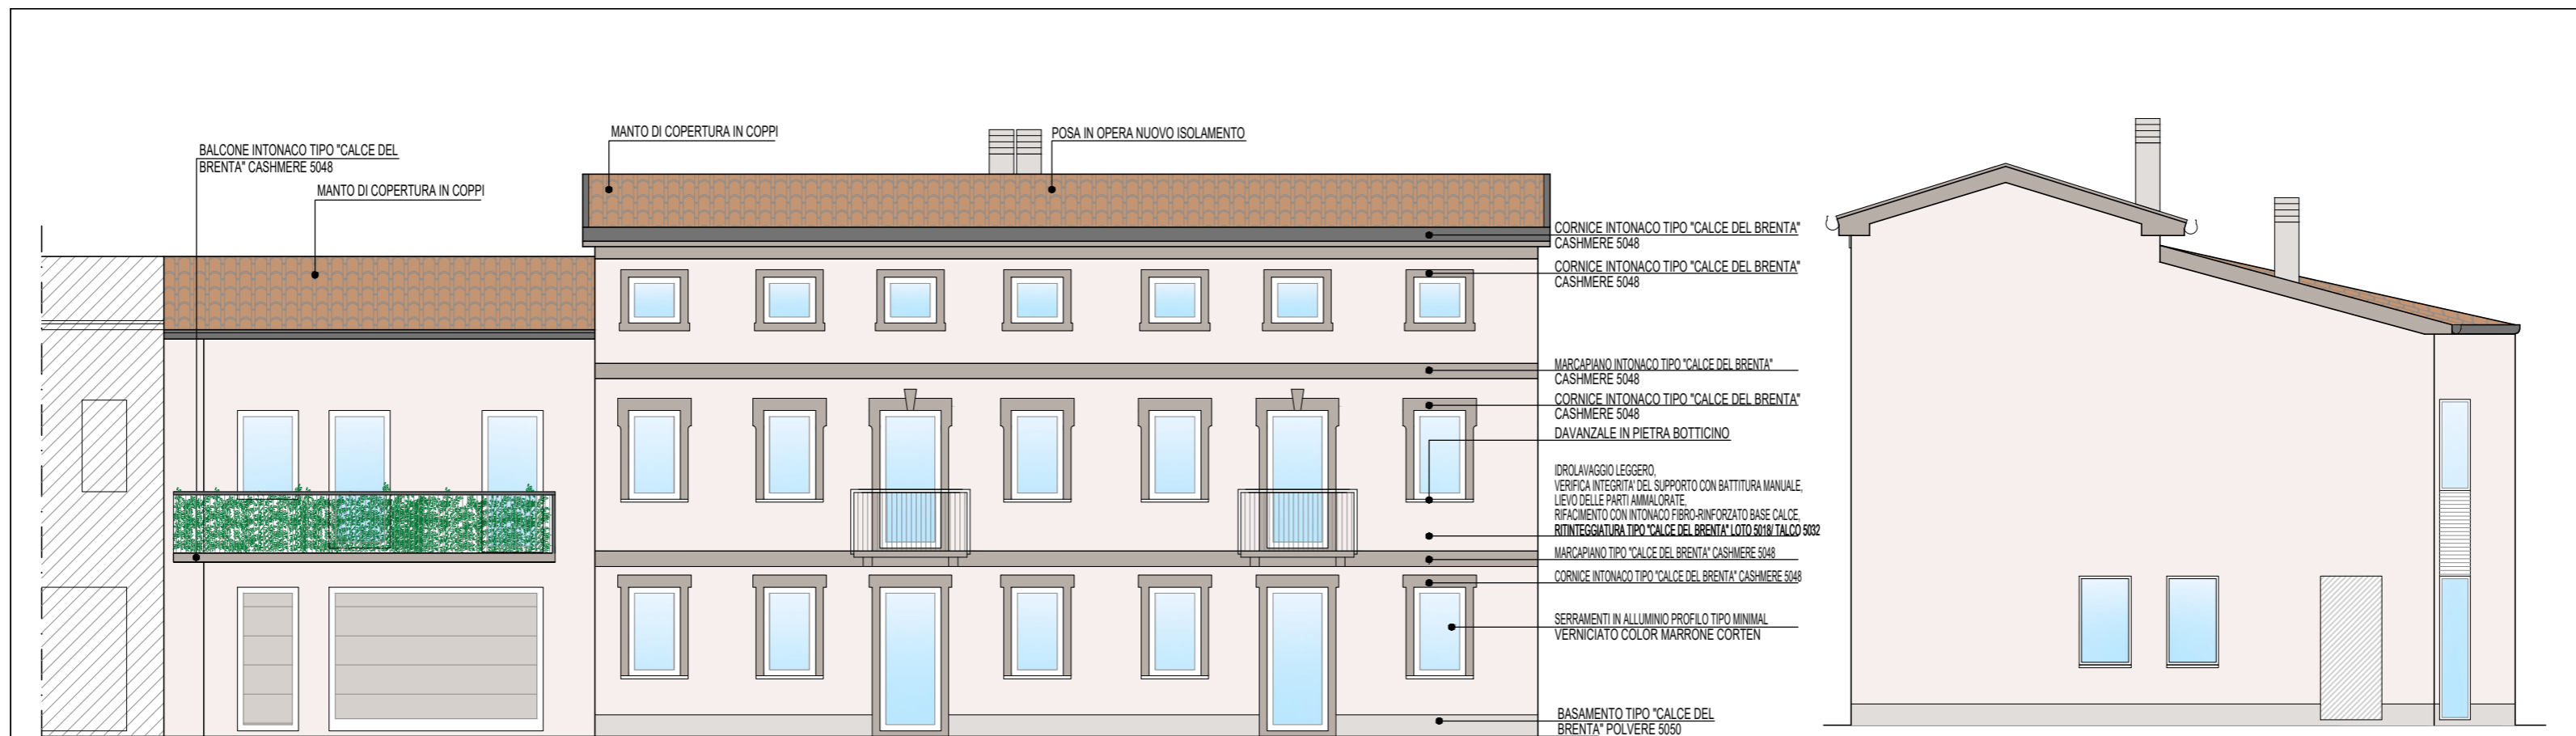 BALCONE INTONACO TIPO "CALCE DEL
BRENTA" CASHMERE 5048
MANTO DI COPERTURA IN COPPI
MANTO DI COPERTURA IN COPPI
POSA IN OPERA NUOVO ISOLAMENTO
CORNICE INTONACO TIPO "CALCE DEL BRENTA"
CASHMERE 5048
CORNICE INTONACO TIPO "CALCE DEL BRENTA"
CASHMERE 5048
MARCAPIANO INTONACO TIPO "CALCE DEL BRENTA"
CASHMERE 5048
CORNICE INTONACO TIPO "CALCE DEL BRENTA"
CASHMERE 5048
DAVANZALE IN PIETRA BOTTICINO
IDROLAVAGGIO LEGGERO,
VERIFICA INTEGRITA' DEL SUPPORTO CON BATTITURA MANUALE,
LIEVO DELLE PARTI AMMALORATE,
RIFACIMENTO CON INTONACO FIBRO-RINFORZATO BASE CALCE,
RITINTEGGIATURA TIPO "CALCE DEL BRENTA" LOTO 5018/ TALCO 5032
MARCAPIANO TIPO "CALCE DEL BRENTA" CASHMERE 5048
CORNICE INTONACO TIPO "CALCE DEL BRENTA" CASHMERE 5048
SERRAMENTI IN ALLUMINIO PROFILO TIPO MINIMAL
VERNICIATO COLOR MARRONE CORTEN
BASAMENTO TIPO "CALCE DEL
BRENTA" POLVERE 5050